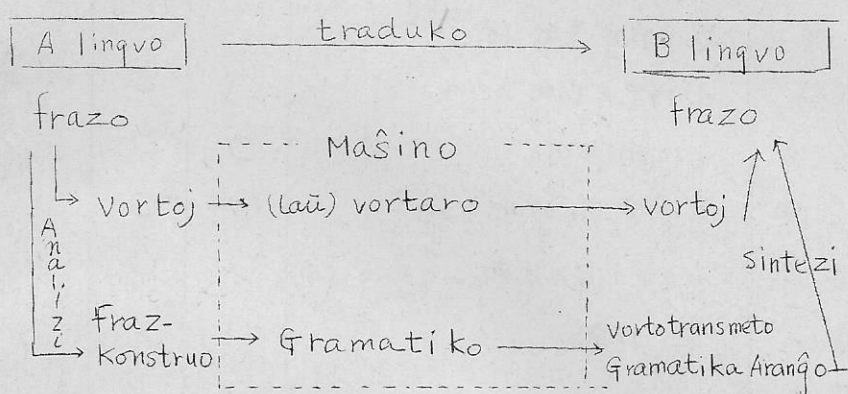 A lingvo traduko B lingvo
frazo frazo
Maŝino
vortoj (laŭ) vortaro vortoj
Analizi
Sintezi
Fraz-
konstruo Gramatiko
Vortotransmeto
Gramatika Aranĝo